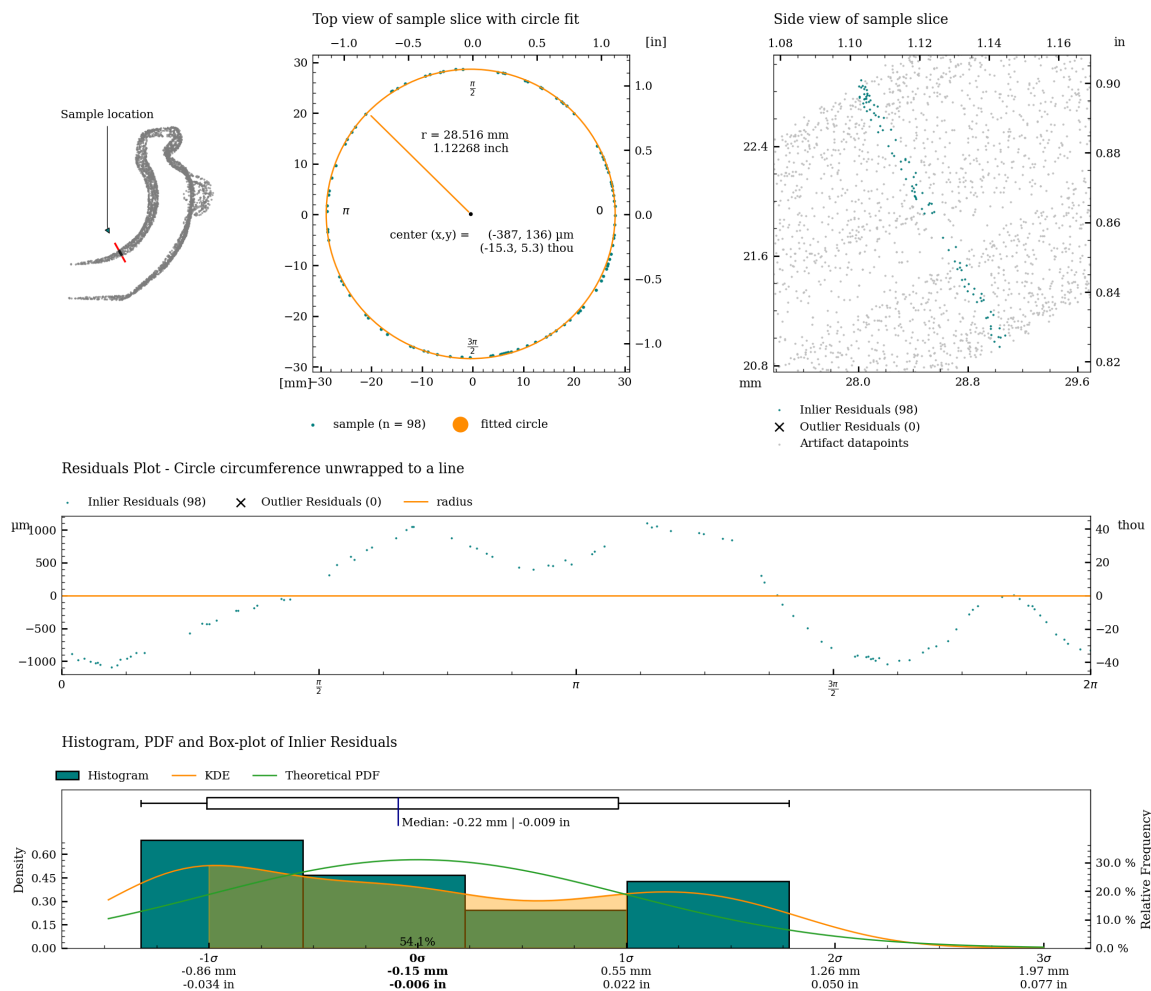 Top view of sample slice with circle fit
−1.0 −0.5 0.0 0.5 1.0 [in]
Sample location
30
20
10
0
−10
−20
−30
1.0
0.5
0.0
−0.5
−1.0
π/2
r = 28.516 mm
1.12268 inch
π
0
center (x,y) = (-387, 136) µm
(-15.3, 5.3) thou
3π/2
[mm] −30 −20 −10 0 10 20 30
sample (n = 98) fitted circle
Side view of sample slice
1.08 1.10 1.12 1.14 1.16 in
22.4
21.6
20.8
0.90
0.88
0.86
0.84
0.82
mm 28.0 28.8 29.6
Inlier Residuals (98)
Outlier Residuals (0)
Artifact datapoints
Residuals Plot - Circle circumference unwrapped to a line
Inlier Residuals (98) Outlier Residuals (0) radius
µm
1000
500
0
−500
−1000
thou
40
20
0
−20
−40
0 π/2 π 3π/2 2π
Histogram, PDF and Box-plot of Inlier Residuals
Histogram KDE Theoretical PDF
Median: -0.22 mm | -0.009 in
Density
0.60
0.45
0.30
0.15
0.00
Relative Frequency
30.0 %
20.0 %
10.0 %
0.0 %
54.1%
-1σ 0σ 1σ 2σ 3σ
-0.86 mm -0.15 mm 0.55 mm 1.26 mm 1.97 mm
-0.034 in -0.006 in 0.022 in 0.050 in 0.077 in